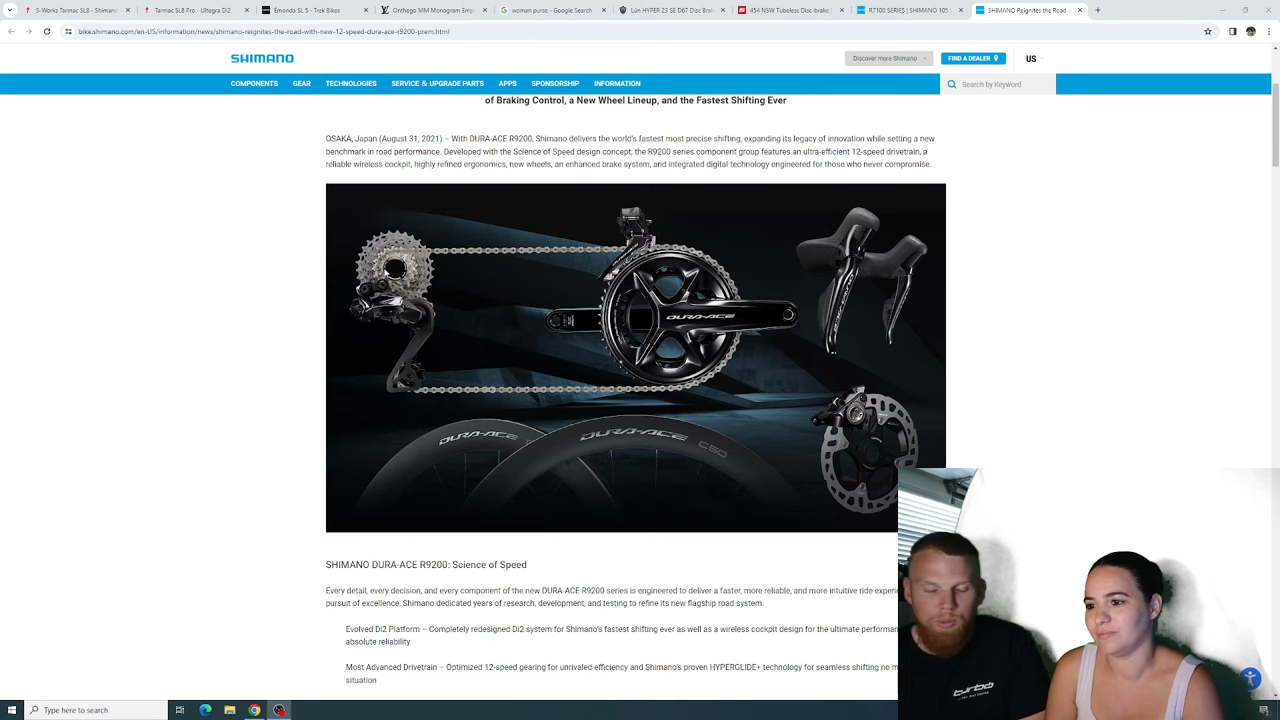 S-Works Tarmac SL8 - Shimano
Tarmac SL8 Pro - Ultegra Di2
Émonda SL 5 - Trek Bikes
Onthego MM Monogram Empr
woman purse - Google Search
Lún HYPER 23 SE D67 Disc Bra
454 NSW Tubeless Disc-brake
R7100 SERIES | SHIMANO 105
SHIMANO Reignites the Road
bike.shimano.com/en-US/information/news/shimano-reignites-the-road-with-new-12-speed-dura-ace-r9200-prem.html
SHIMANO
Discover more Shimano
FIND A DEALER
US
COMPONENTS GEAR TECHNOLOGIES SERVICE & UPGRADE PARTS APPS SPONSORSHIP INFORMATION
Search by Keyword
of Braking Control, a New Wheel Lineup, and the Fastest Shifting Ever
OSAKA, Japan (August 31, 2021) – With DURA-ACE R9200, Shimano delivers the world's fastest most precise shifting, expanding its legacy of innovation while setting a new
benchmark in road performance. Developed with the Science of Speed design concept, the R9200 series component group features an ultra-efficient 12-speed drivetrain, a
reliable wireless cockpit, highly refined ergonomics, new wheels, an enhanced brake system, and integrated digital technology engineered for those who never compromise.
DURA-ACE
DURA-ACE
DURA-ACE C50
SHIMANO DURA-ACE R9200: Science of Speed
Every detail, every decision, and every component of the new DURA-ACE R9200 series is engineered to deliver a faster, more reliable, and more intuitive ride
pursuit of excellence, Shimano dedicated years of research, development, and testing to refine its new flagship road system.
Evolved Di2 Platform – Completely redesigned Di2 system for Shimano's fastest shifting ever as well as a wireless cockpit design for the ultimate
absolute reliability
Most Advanced Drivetrain – Optimized 12-speed gearing for unrivaled efficiency and Shimano's proven HYPERGLIDE+ technology for seamless shifting no
situation
turbo
Type here to search